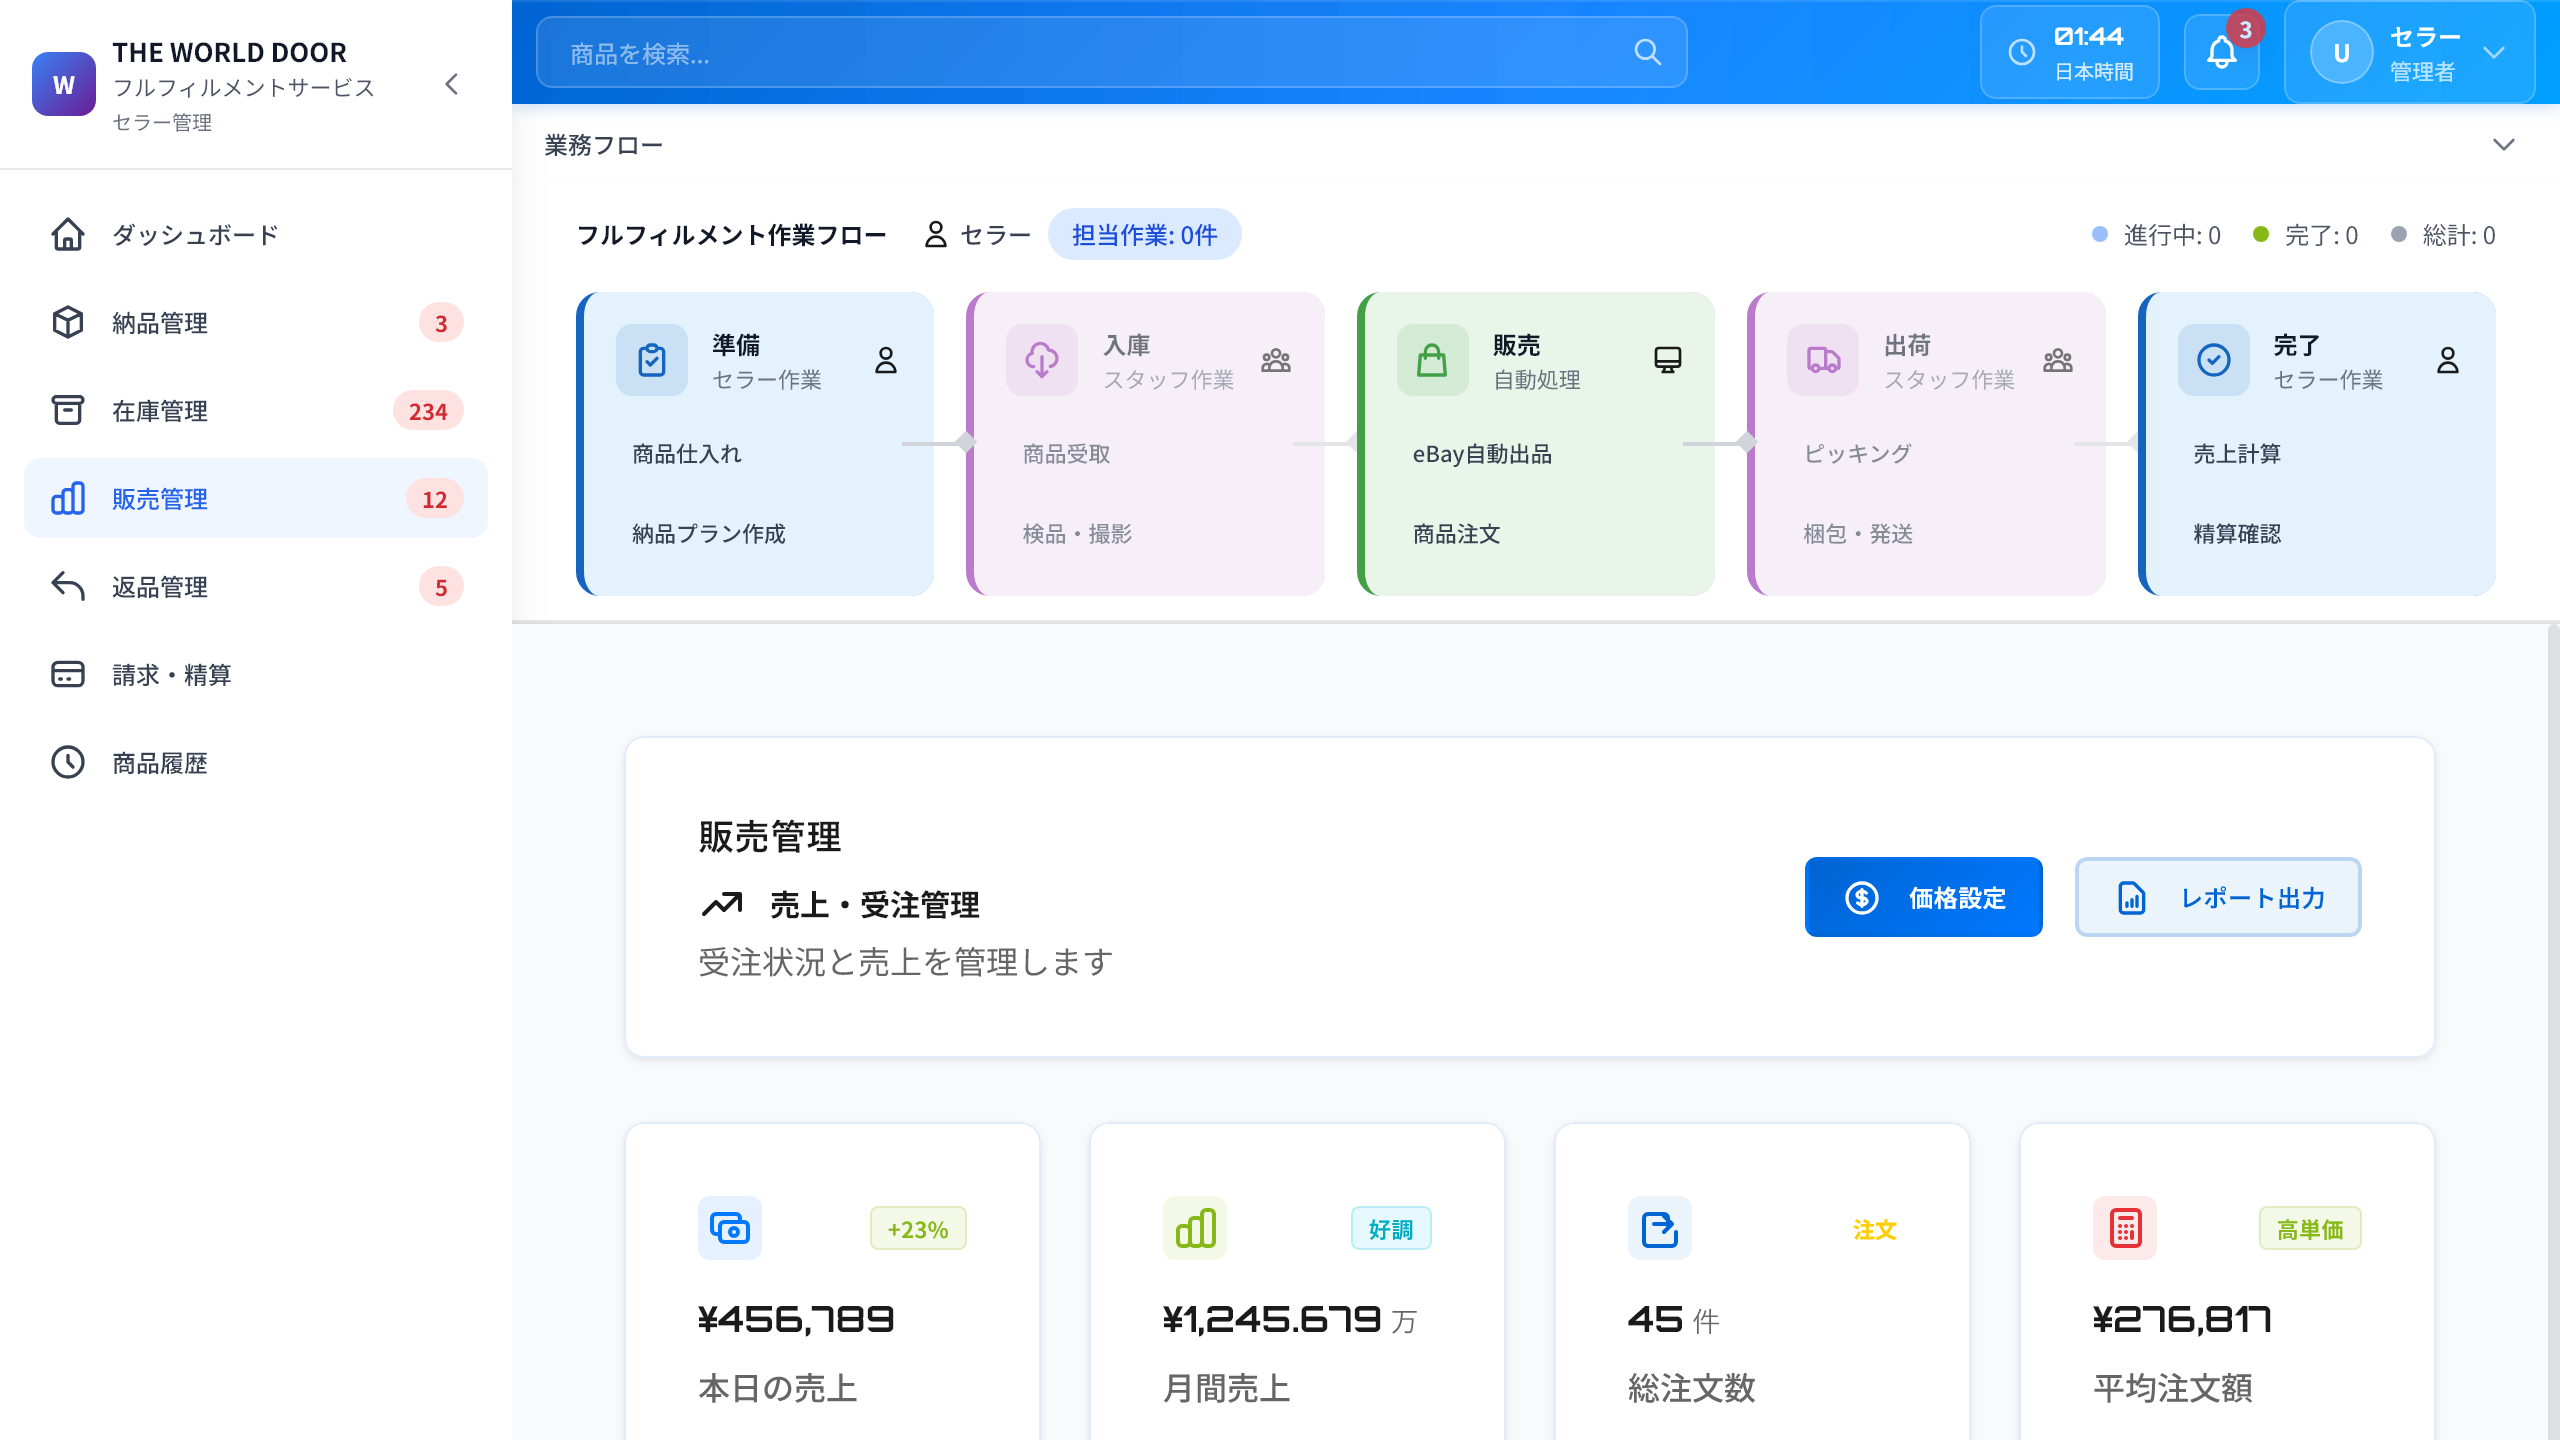 W
THE WORLD DOOR
フルフィルメントサービス
セラー管理
ダッシュボード
納品管理
3
在庫管理
234
販売管理
12
返品管理
5
請求・精算
商品履歴
商品を検索...
01:44
日本時間
3
U
セラー
管理者
業務フロー
フルフィルメント作業フロー
セラー
担当作業: 0件
進行中: 0
完了: 0
総計: 0
準備
セラー作業
商品仕入れ
納品プラン作成
入庫
スタッフ作業
商品受取
検品・撮影
販売
自動処理
eBay自動出品
商品注文
出荷
スタッフ作業
ピッキング
梱包・発送
完了
セラー作業
売上計算
精算確認
販売管理
売上・受注管理
受注状況と売上を管理します
価格設定
レポート出力
+23%
¥456,789
本日の売上
好調
¥1,245.679 万
月間売上
注文
45 件
総注文数
高単価
¥276,817
平均注文額